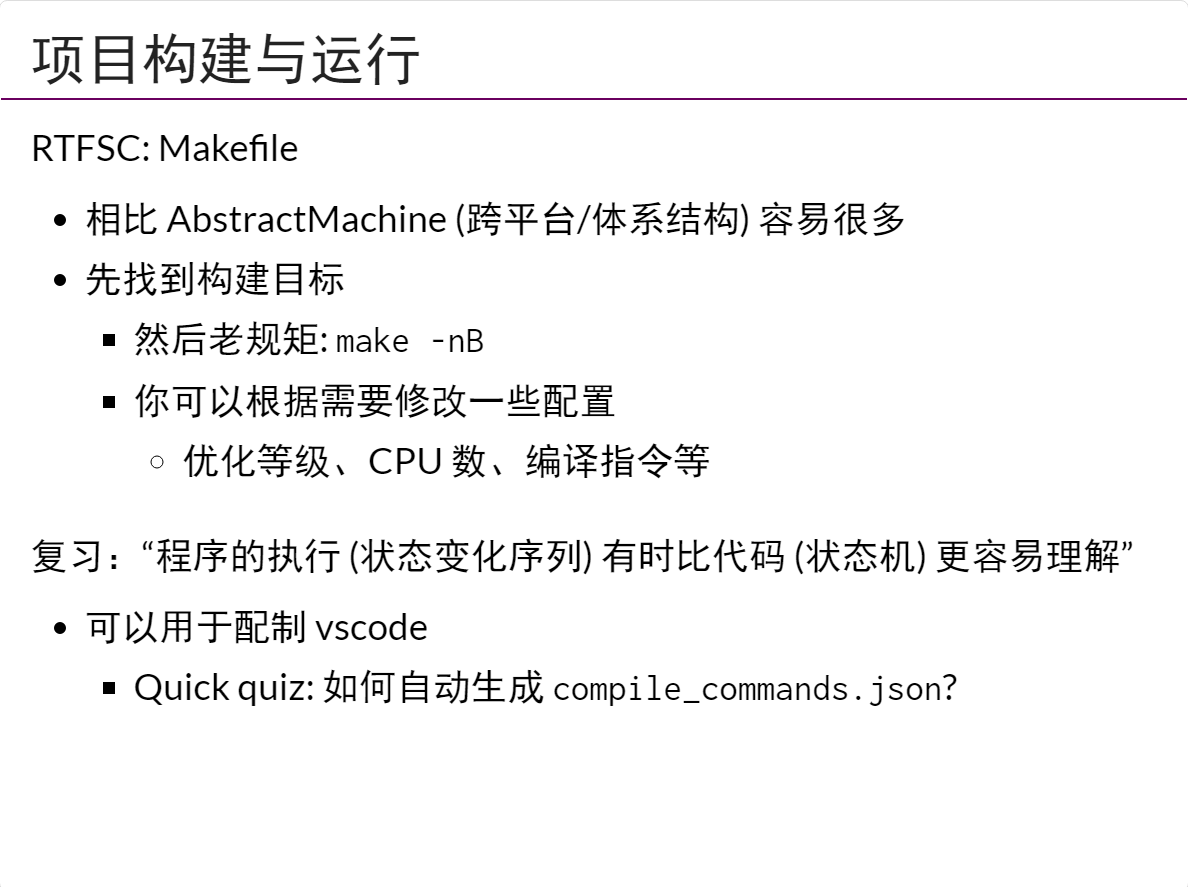 项目构建与运行
RTFSC: Makefile
相比 AbstractMachine (跨平台/体系结构) 容易很多
先找到构建目标
然后老规矩: make -nB
你可以根据需要修改一些配置
优化等级、CPU 数、编译指令等
复习：“程序的执行 (状态变化序列) 有时比代码 (状态机) 更容易理解”
可以用于配制 vscode
Quick quiz: 如何自动生成 compile_commands.json?